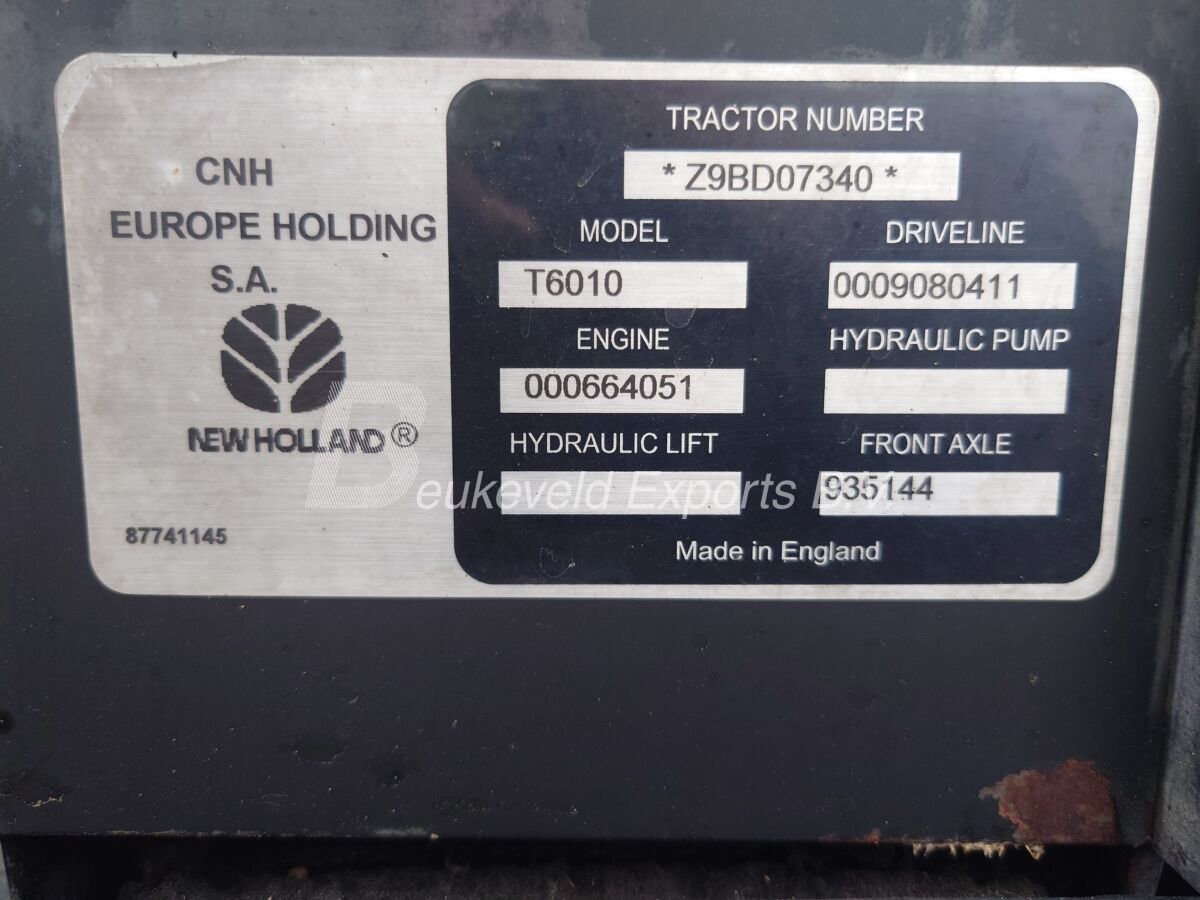 CNH
EUROPE HOLDING
S.A.
NEW HOLLAND®
87741145
TRACTOR NUMBER
* Z9BD07340 *
MODEL
T6010
DRIVELINE
0009080411
ENGINE
000664051
HYDRAULIC PUMP
HYDRAULIC LIFT
FRONT AXLE
935144
Made in England
Beukeveld Exports B.V.